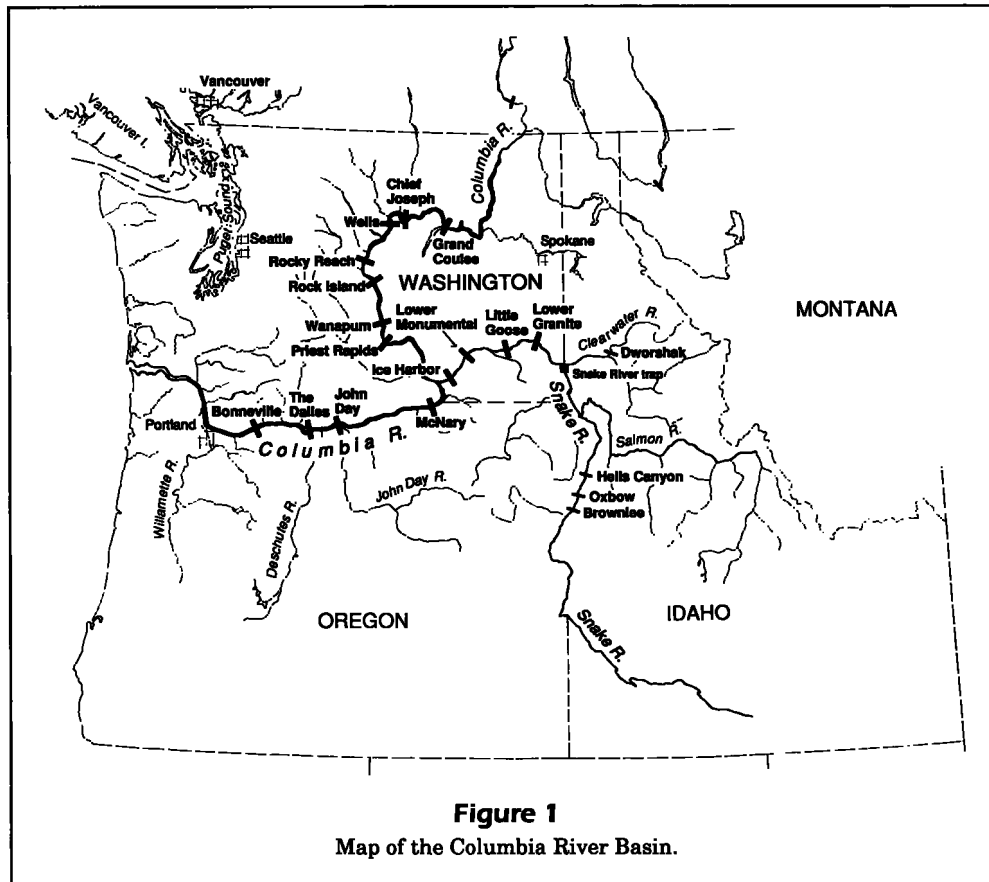 Vancouver
Vancouver I.
Puget Sound
Seattle
Columbia R.
Chief
Joseph
Wells
Grand
Coulee
Spokane
Rocky Reach
WASHINGTON
Rock Island
MONTANA
Wanapum
Lower
Monumental
Little
Goose
Lower
Granite
Clearwater R.
Priest Rapids
Dworshak
Ice Harbor
Snake River trap
Snake R.
Bonneville
The
Dalles
John
Day
McNary
Portland
Columbia R.
Salmon R.
Willamette R.
Deschutes R.
John Day R.
Hells Canyon
Oxbow
Brownlee
OREGON
IDAHO
Snake R.
Figure 1
Map of the Columbia River Basin.